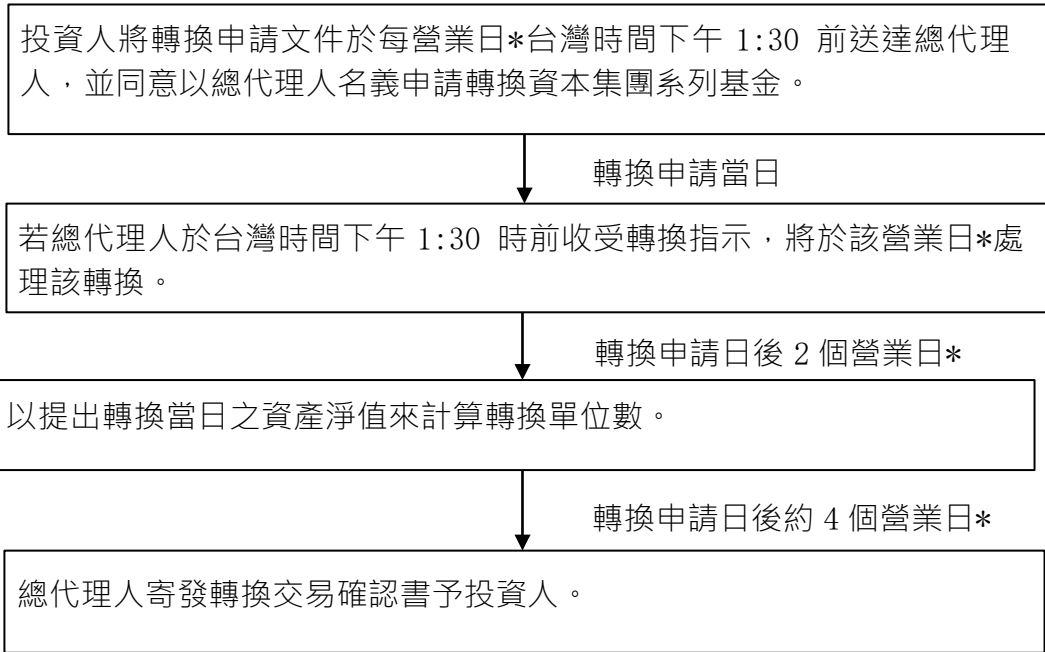 投資人將轉換申請文件於每營業日*台灣時間下午 1:30 前送達總代理
人，並同意以總代理人名義申請轉換資本集團系列基金。
轉換申請當日
若總代理人於台灣時間下午 1:30 時前收受轉換指示，將於該營業日*處
理該轉換。
轉換申請日後 2 個營業日*
以提出轉換當日之資產淨值來計算轉換單位數。
轉換申請日後約 4 個營業日*
總代理人寄發轉換交易確認書予投資人。